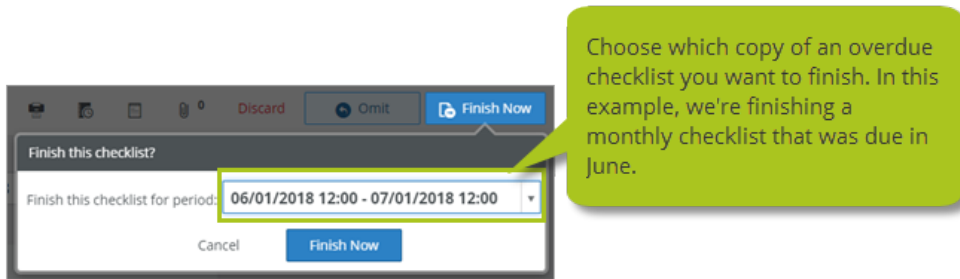 Choose which copy of an overdue
checklist you want to finish. In this
example, we're finishing a
monthly checklist that was due in
June.
0 Discard Omit Finish Now
Finish this checklist?
Finish this checklist for period: 06/01/2018 12:00 - 07/01/2018 12:00
Cancel Finish Now